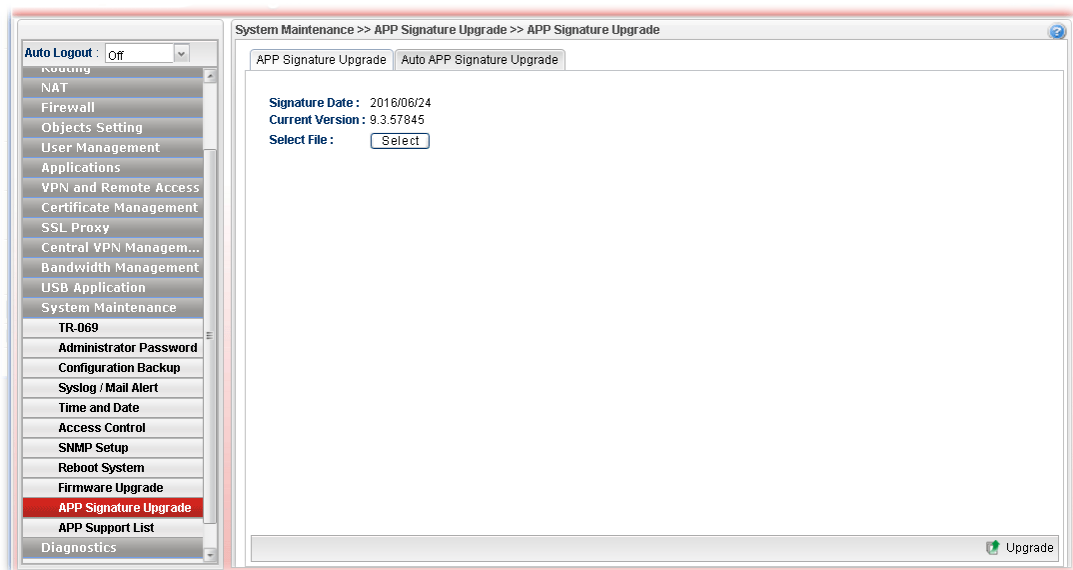 System Maintenance >> APP Signature Upgrade >> APP Signature Upgrade
Auto Logout : Off
Routing
NAT
Firewall
Objects Setting
User Management
Applications
VPN and Remote Access
Certificate Management
SSL Proxy
Central VPN Managem...
Bandwidth Management
USB Application
System Maintenance
TR-069
Administrator Password
Configuration Backup
Syslog / Mail Alert
Time and Date
Access Control
SNMP Setup
Reboot System
Firmware Upgrade
APP Signature Upgrade
APP Support List
Diagnostics
APP Signature Upgrade Auto APP Signature Upgrade
Signature Date : 2016/06/24
Current Version : 9.3.57845
Select File : Select
Upgrade